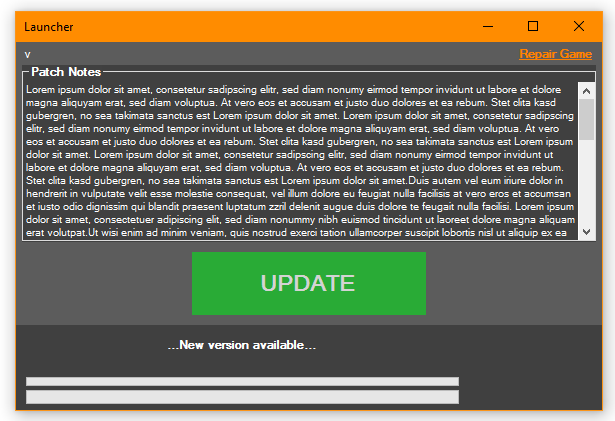 Launcher
v
Repair Game
Patch Notes
Lorem ipsum dolor sit amet, consetetur sadipscing elitr, sed diam nonumy eirmod tempor invidunt ut labore et dolore
magna aliquyam erat, sed diam voluptua. At vero eos et accusam et justo duo dolores et ea rebum. Stet clita kasd
gubergren, no sea takimata sanctus est Lorem ipsum dolor sit amet. Lorem ipsum dolor sit amet, consetetur sadipscing
elitr, sed diam nonumy eirmod tempor invidunt ut labore et dolore magna aliquyam erat, sed diam voluptua. At vero
eos et accusam et justo duo dolores et ea rebum. Stet clita kasd gubergren, no sea takimata sanctus est Lorem ipsum
dolor sit amet. Lorem ipsum dolor sit amet, consetetur sadipscing elitr, sed diam nonumy eirmod tempor invidunt ut
labore et dolore magna aliquyam erat, sed diam voluptua. At vero eos et accusam et justo duo dolores et ea rebum.
Stet clita kasd gubergren, no sea takimata sanctus est Lorem ipsum dolor sit amet.Duis autem vel eum iriure dolor in
hendrerit in vulputate velit esse molestie consequat, vel illum dolore eu feugiat nulla facilisis at vero eros et accumsan
et iusto odio dignissim qui blandit praesent luptatum zzril delenit augue duis dolore te feugait nulla facilisi. Lorem ipsum
dolor sit amet, consectetuer adipiscing elit, sed diam nonummy nibh euismod tincidunt ut laoreet dolore magna aliquam
erat volutpat.Ut wisi enim ad minim veniam, quis nostrud exerci tation ullamcorper suscipit lobortis nisl ut aliquip ex ea
UPDATE
...New version available...